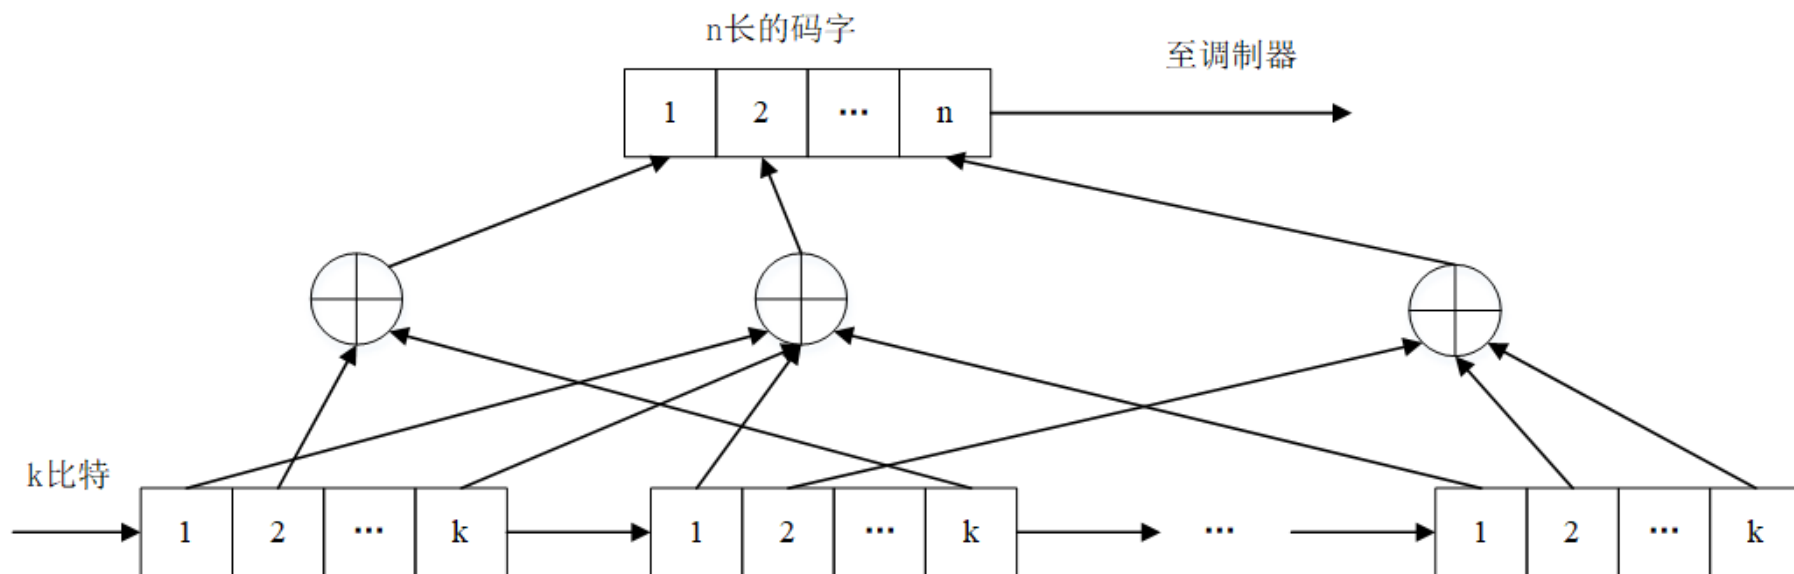 n长的码字
至调制器
1 2 … n
k比特
1 2 … k 1 2 … k … 1 2 … k